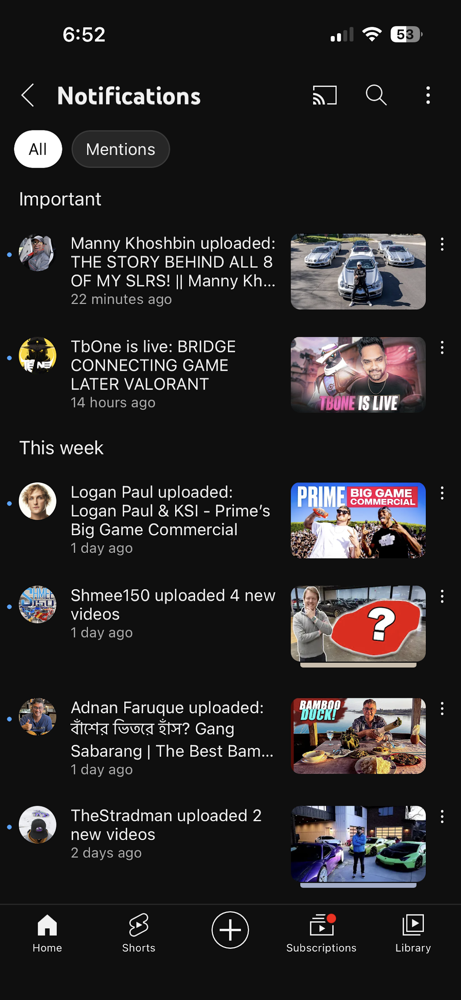 6:52
53
Notifications
All
Mentions
Important
Manny Khoshbin uploaded:
THE STORY BEHIND ALL 8
OF MY SLRS! || Manny Kh...
22 minutes ago
TbOne is live: BRIDGE
CONNECTING GAME
LATER VALORANT
14 hours ago
TBONE IS LIVE
This week
Logan Paul uploaded:
Logan Paul & KSI - Prime's
Big Game Commercial
1 day ago
PRIME BIG GAME
COMMERCIAL
SHMEE
150
Shmee150 uploaded 4 new
videos
1 day ago
?
Adnan Faruque uploaded:
বাঁশের ভিতরে হাঁস? Gang
Sabarang | The Best Bam...
1 day ago
BAMBOO
DUCK!
TheStradman uploaded 2
new videos
2 days ago
Home
Shorts
Subscriptions
Library